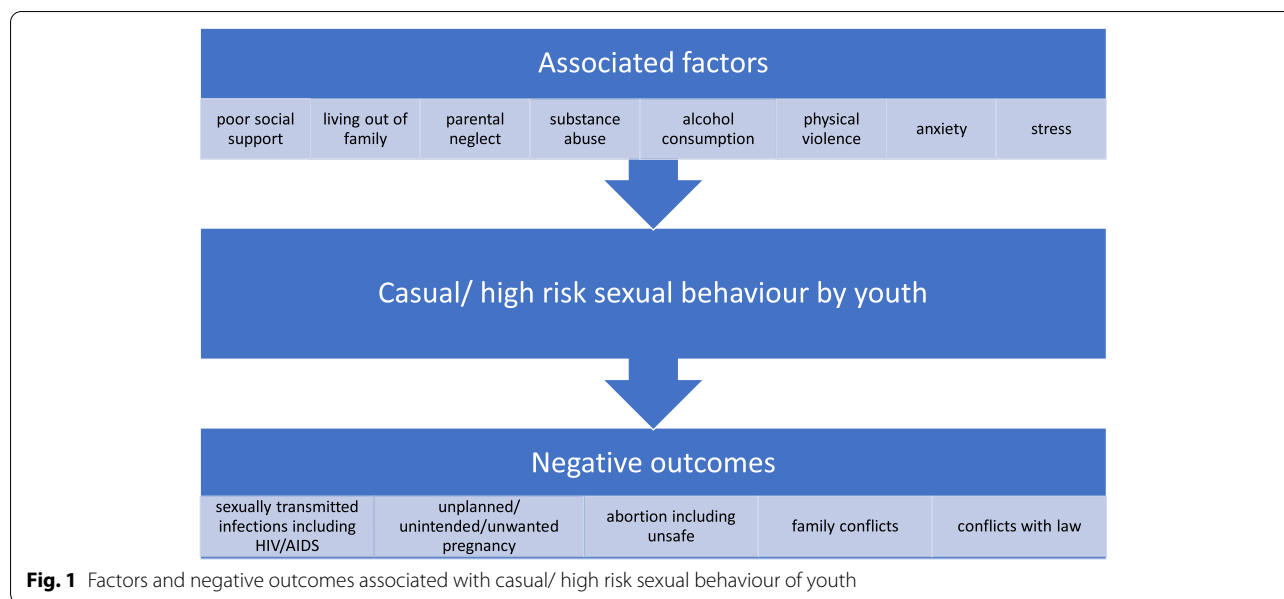 Associated factors
poor social
support
living out of
family
parental
neglect
substance
abuse
alcohol
consumption
physical
violence
anxiety
stress
Casual/ high risk sexual behaviour by youth
Negative outcomes
sexually transmitted
infections including
HIV/AIDS
unplanned/
unintended/unwanted
pregnancy
abortion including
unsafe
family conflicts
conflicts with law
Fig. 1 Factors and negative outcomes associated with casual/ high risk sexual behaviour of youth